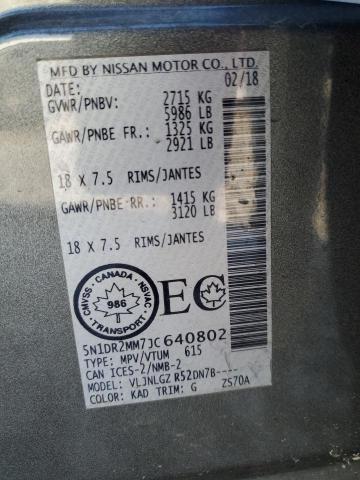 MFD BY NISSAN MOTOR CO., LTD.
DATE: 02/18
GVWR/PNBV: 2715 KG
5986 LB
GAWR/PNBE FR.: 1325 KG
2921 LB
18 X 7.5 RIMS/JANTES
GAWR/PNBE RR.: 1415 KG
3120 LB
18 X 7.5 RIMS/JANTES
CMVSS - CANADA - NSVAC
986
EC
5N1DR2MM7JC640802
TYPE: MPV/VTUM 615
CAN ICES-2/NMB-2
MODEL: VLJNLGZ R52DN7B----
COLOR: KAD TRIM: G ZS70A